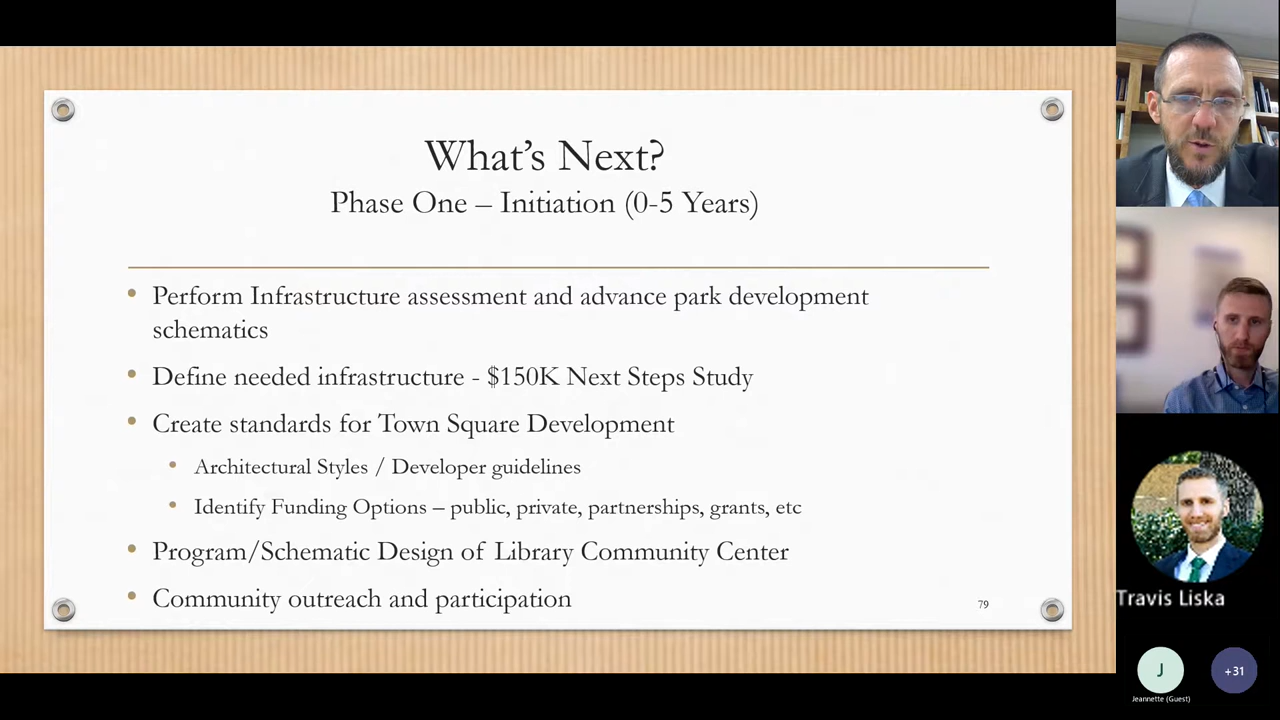 What's Next?
Phase One – Initiation (0-5 Years)
• Perform Infrastructure assessment and advance park development
schematics
• Define needed infrastructure - $150K Next Steps Study
• Create standards for Town Square Development
• Architectural Styles / Developer guidelines
• Identify Funding Options – public, private, partnerships, grants, etc
• Program/Schematic Design of Library Community Center
• Community outreach and participation
79
Travis Liska
J
+31
Jeannette (Guest)